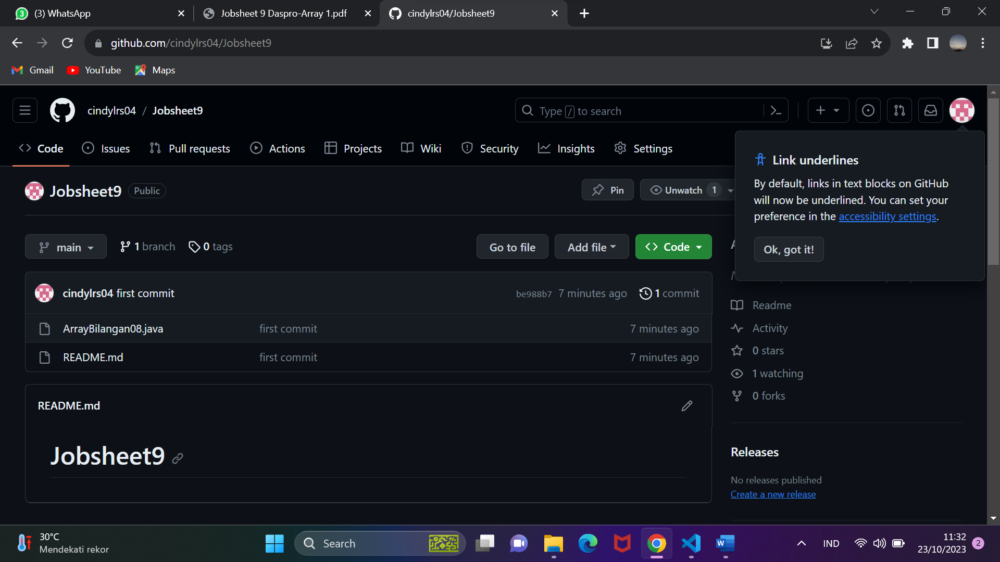 3
(3) WhatsApp
Jobsheet 9 Daspro-Array 1.pdf
cindylrs04/Jobsheet9
github.com/cindylrs04/Jobsheet9
Gmail
YouTube
Maps
cindylrs04 / Jobsheet9
Type / to search
Code
Issues
Pull requests
Actions
Projects
Wiki
Security
Insights
Settings
Link underlines
By default, links in text blocks on GitHub
will now be underlined. You can set your
preference in the accessibility settings.
Ok, got it!
Jobsheet9
Public
Pin
Unwatch 1
main
1 branch
0 tags
Go to file
Add file
Code
cindylrs04 first commit
be988b7 7 minutes ago
1 commit
ArrayBilangan08.java
first commit
7 minutes ago
README.md
first commit
7 minutes ago
Readme
Activity
0 stars
1 watching
0 forks
README.md
Jobsheet9
Releases
No releases published
Create a new release
30°C
Mendekati rekor
Search
W
IND
11:32
23/10/2023
2